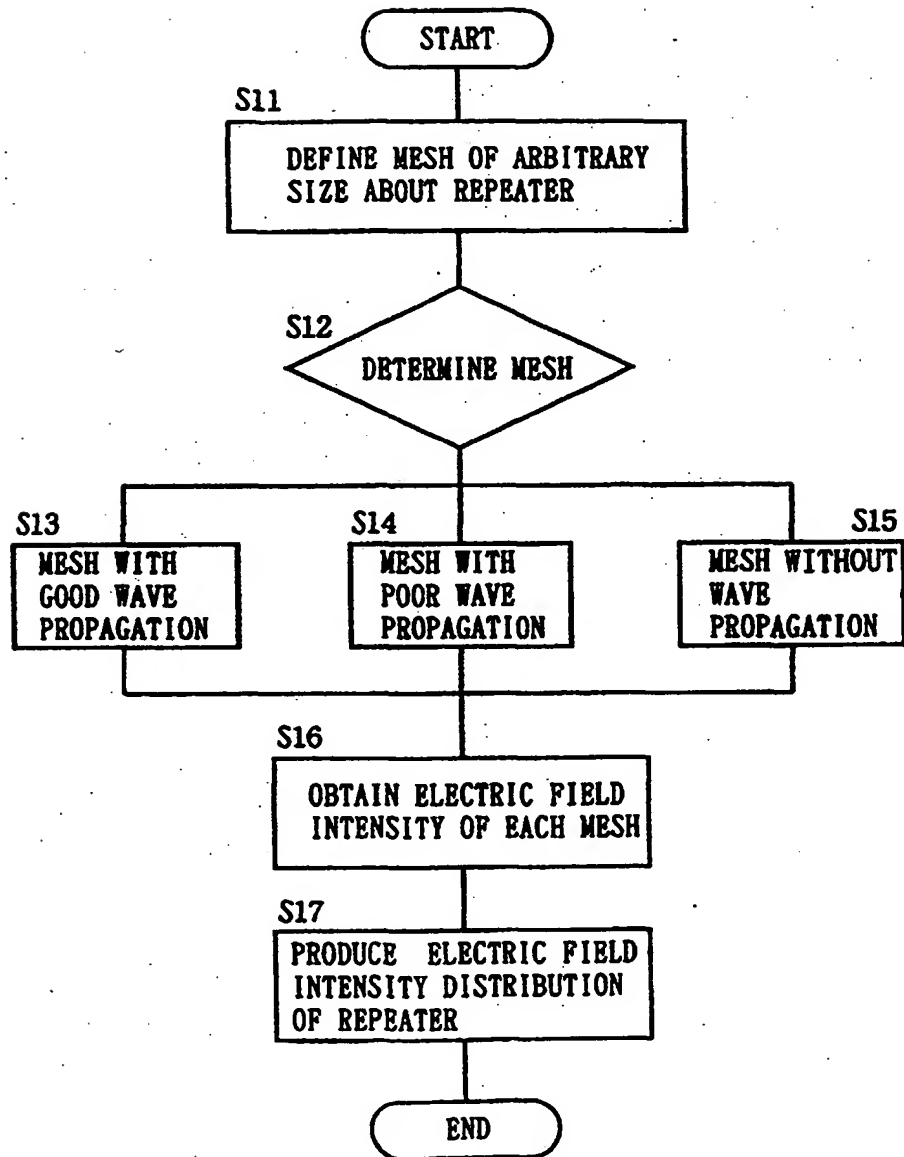 START
S11
DEFINE MESH OF ARBITRARY
SIZE ABOUT REPEATER
S12
DETERMINE MESH
S13
MESH WITH
GOOD WAVE
PROPAGATION
S14
MESH WITH
POOR WAVE
PROPAGATION
S15
MESH WITHOUT
WAVE
PROPAGATION
S16
OBTAIN ELECTRIC FIELD
INTENSITY OF EACH MESH
S17
PRODUCE ELECTRIC FIELD
INTENSITY DISTRIBUTION
OF REPEATER
END